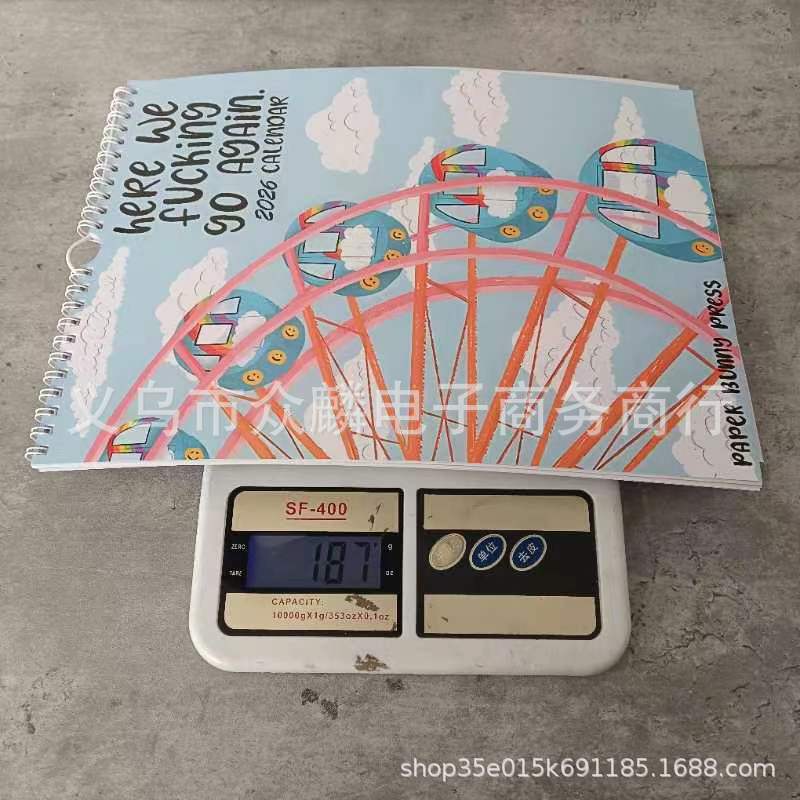 here we
fucking
go again.
2026 CALENDAR
PAPER BUNNY PRESS
义乌市众麟电子商务商行
SF-400
ZERO
187
g
TARE
oz
单位
去皮
CAPACITY:
10000gX1g/353ozX0.1oz
shop35e015k691185.1688.com